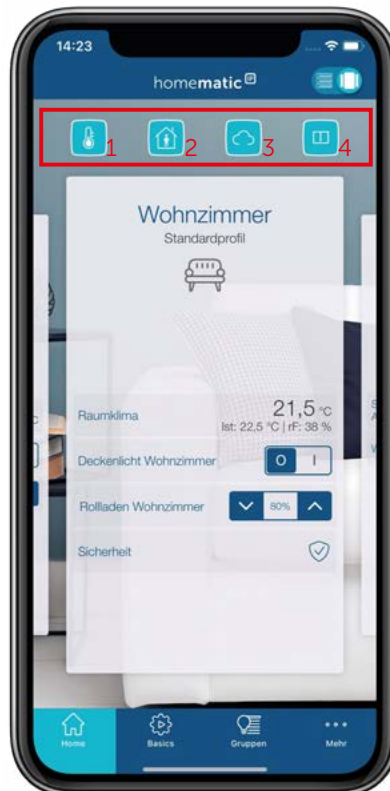 14:23
homematic IP
1 2 3 4
Wohnzimmer
Standardprofil
Raumklima 21,5 °C
Ist: 22,5 °C | rF: 38 %
Deckenlicht Wohnzimmer O I
Rollladen Wohnzimmer 80%
Sicherheit
Home Basics Gruppen Mehr